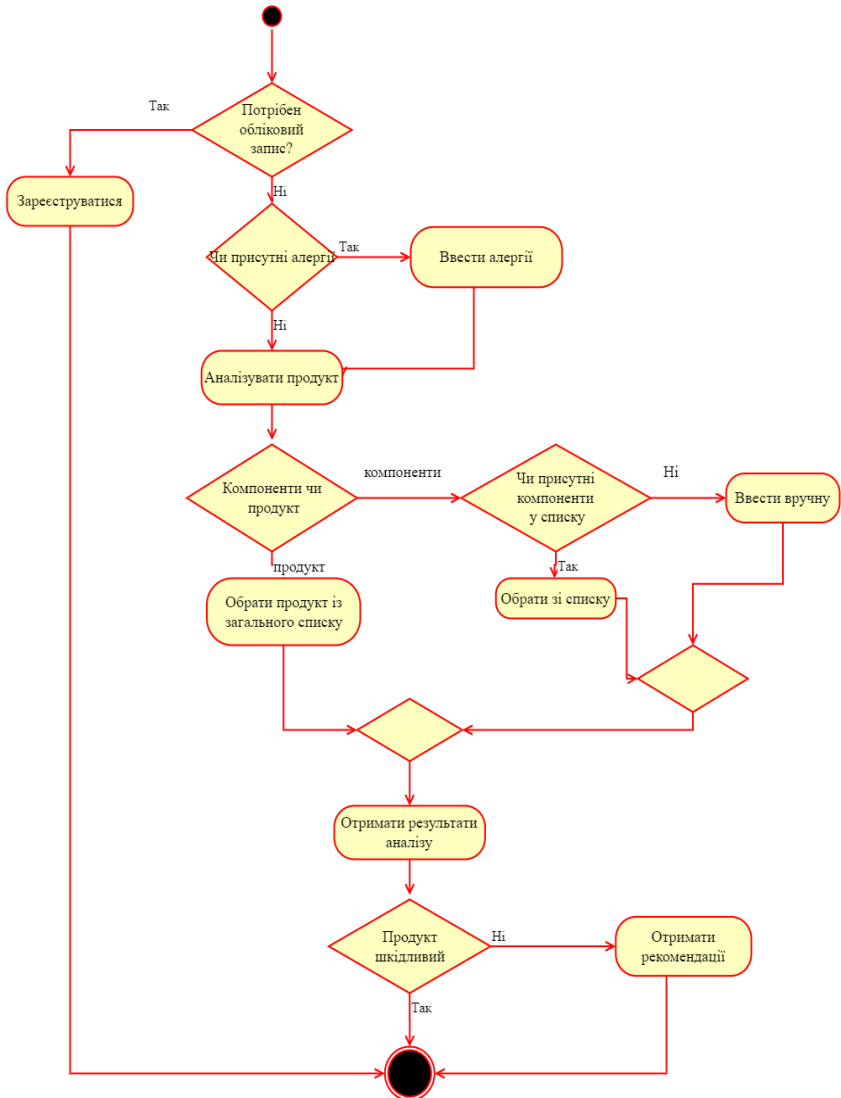 Так
Потрібен
обліковий
запис?
Зареєструватися
Ні
Чи присутні алергії
Так
Ввести алергії
Ні
Аналізувати продукт
компоненти
Ні
Компоненти чи
продукт
Чи присутні
компоненти
у списку
Ввести вручну
продукт
Так
Обрати продукт із
загального списку
Обрати зі списку
Отримати результати
аналізу
Продукт
шкідливий
Ні
Отримати
рекомендації
Так